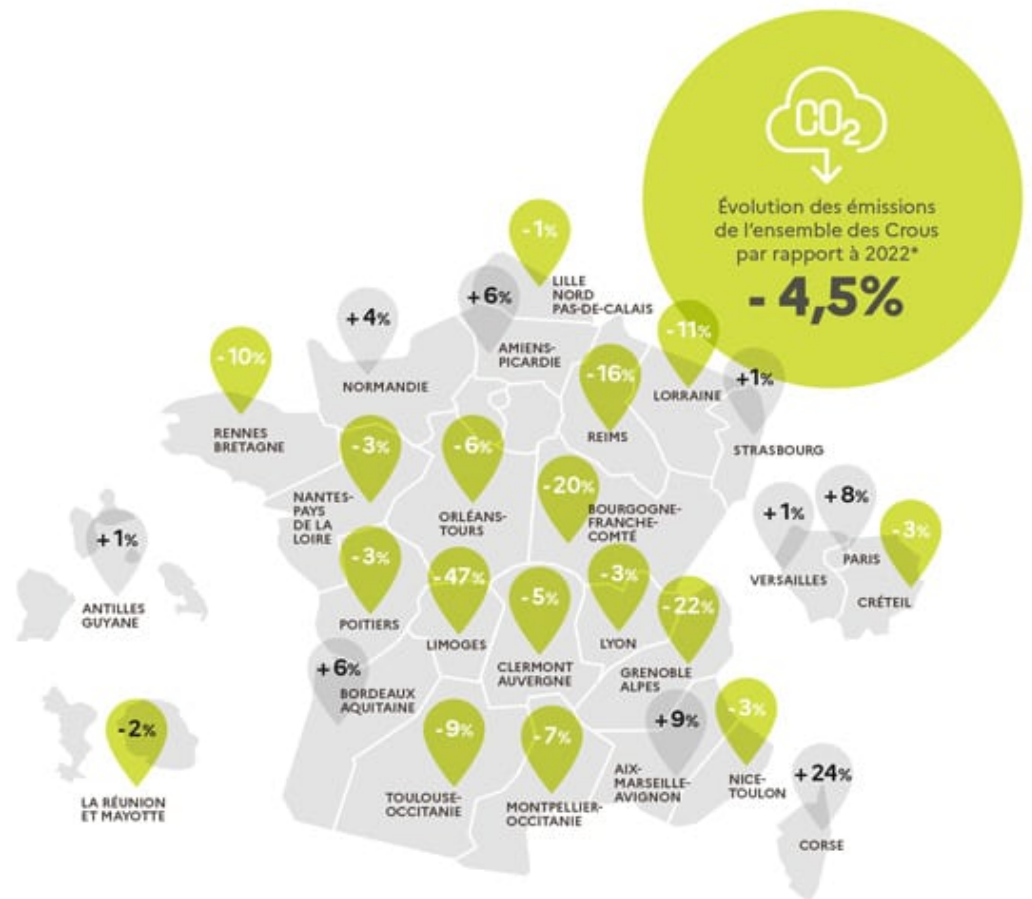 CO2
Évolution des émissions
de l'ensemble des Crous
par rapport à 2022*
- 4,5%
- 1%
LILLE
NORD
PAS-DE-CALAIS
+ 6%
AMIENS-
PICARDIE
+ 4%
NORMANDIE
- 11%
LORRAINE
- 10%
RENNES
BRETAGNE
- 16%
REIMS
+1%
STRASBOURG
- 3%
NANTES-
PAYS
DE LA
LOIRE
- 6%
ORLÉANS-
TOURS
- 20%
BOURGOGNE-
FRANCHE-
COMTÉ
+ 1%
VERSAILLES
+ 8%
PARIS
- 3%
CRÉTEIL
+ 1%
ANTILLES
GUYANE
- 3%
POITIERS
- 47%
LIMOGES
- 5%
CLERMONT
AUVERGNE
- 3%
LYON
- 22%
GRENOBLE
ALPES
+ 6%
BORDEAUX
AQUITAINE
- 2%
LA RÉUNION
ET MAYOTTE
- 9%
TOULOUSE-
OCCITANIE
- 7%
MONTPELLIER-
OCCITANIE
+ 9%
AIX-
MARSEILLE-
AVIGNON
- 3%
NICE-
TOULON
+ 24%
CORSE